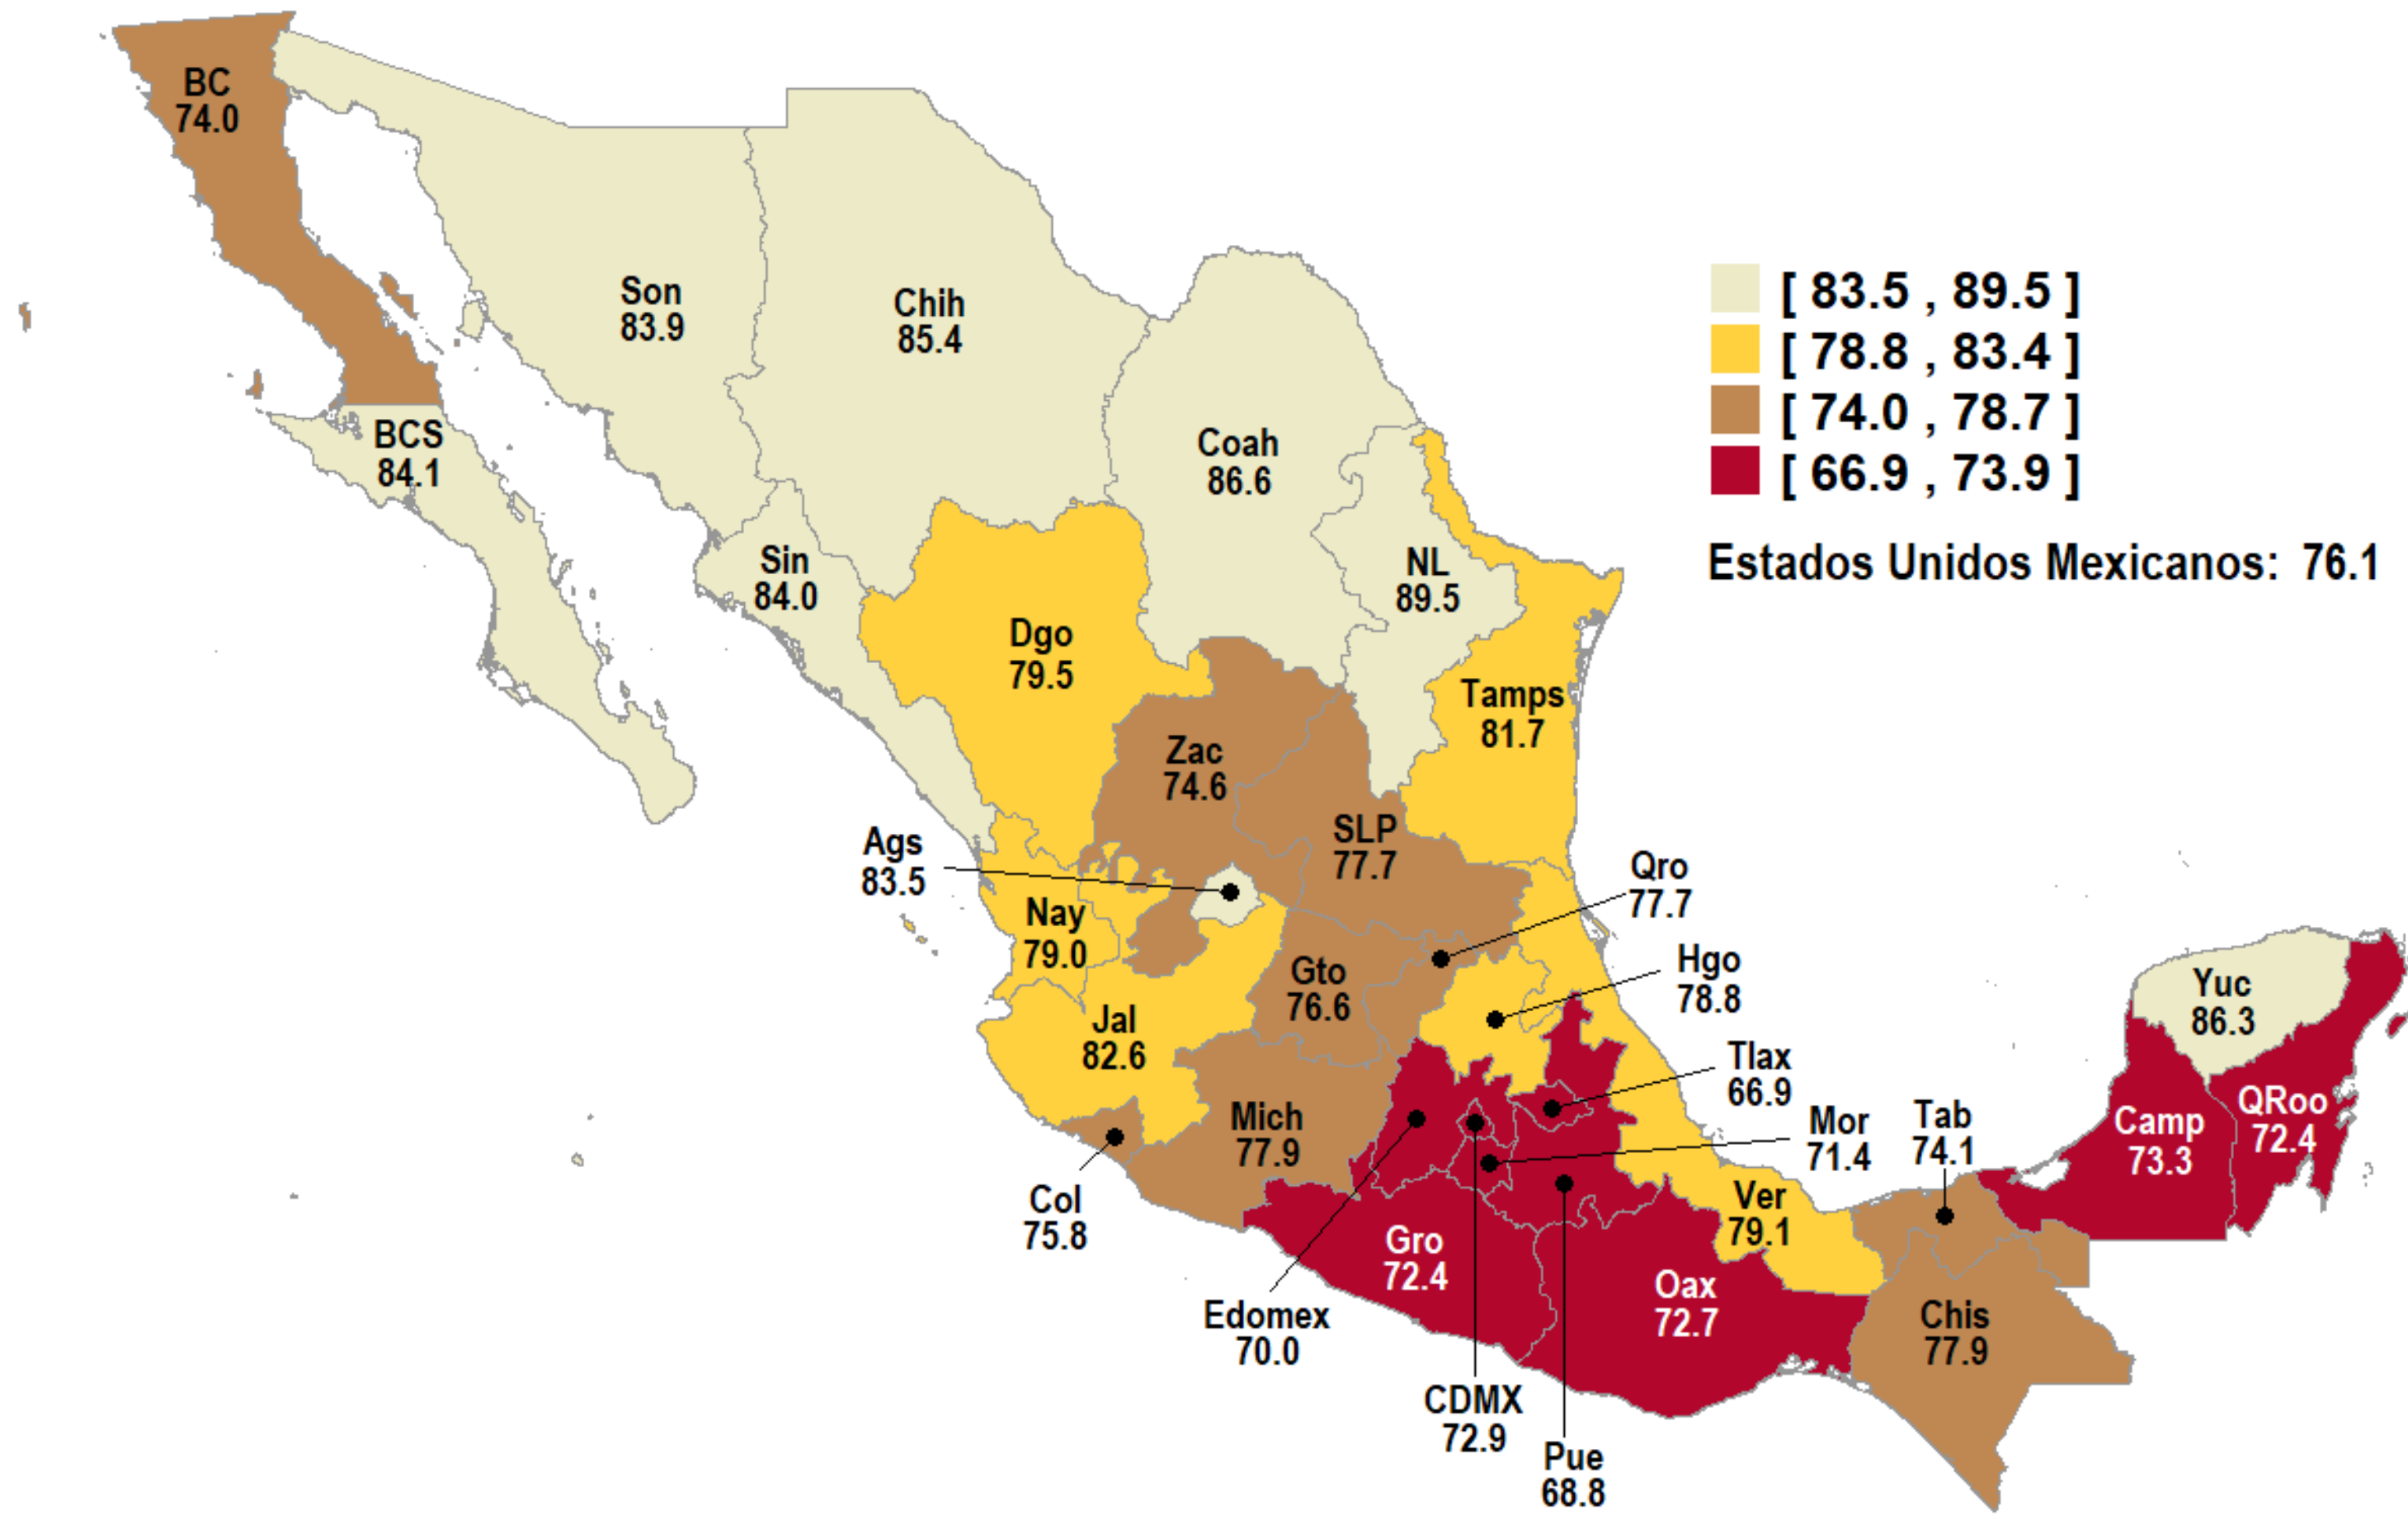 BC
74.0
BCS
84.1
Son
83.9
Chih
85.4
Coah
86.6
NL
89.5
Sin
84.0
Dgo
79.5
Tamps
81.7
Zac
74.6
SLP
77.7
Ags
83.5
Nay
79.0
Jal
82.6
Gto
76.6
Qro
77.7
Hgo
78.8
Tlax
66.9
Mor
71.4
Tab
74.1
Mich
77.9
Col
75.8
Edomex
70.0
Gro
72.4
CDMX
72.9
Pue
68.8
Oax
72.7
Ver
79.1
Chis
77.9
Camp
73.3
QRoo
72.4
Yuc
86.3
[ 83.5 , 89.5 ]
[ 78.8 , 83.4 ]
[ 74.0 , 78.7 ]
[ 66.9 , 73.9 ]
Estados Unidos Mexicanos: 76.1